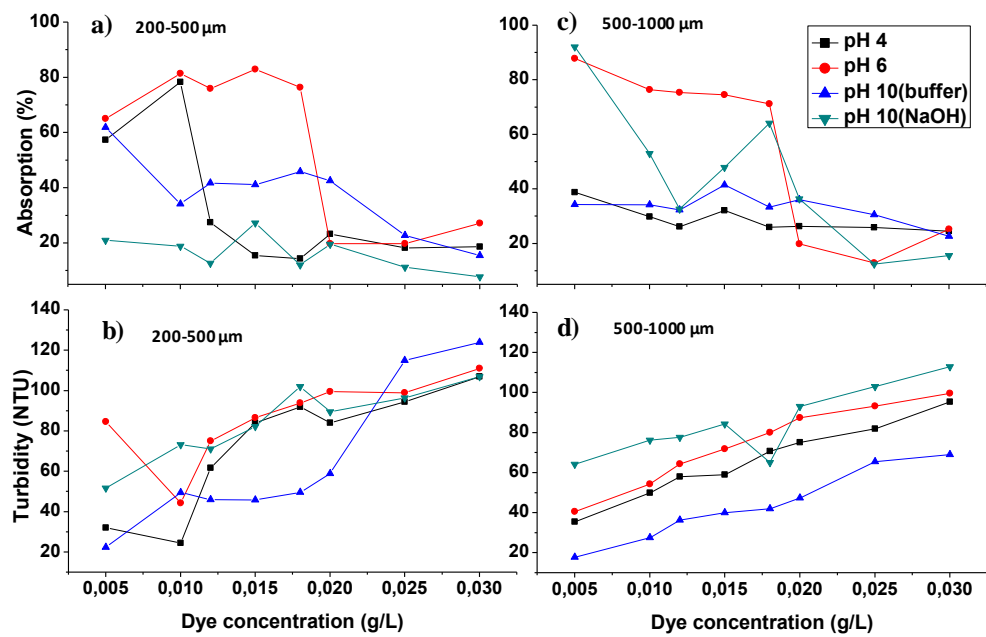 a) 200-500 µm
100
80
60
40
20
Absorption (%)
c) 500-1000 µm
100
80
60
40
20
pH 4
pH 6
pH 10(buffer)
pH 10(NaOH)
b) 200-500 µm
140
120
100
80
60
40
20
Turbidity (NTU)
0,005 0,010 0,015 0,020 0,025 0,030
Dye concentration (g/L)
d) 500-1000 µm
140
120
100
80
60
40
20
0,005 0,010 0,015 0,020 0,025 0,030
Dye concentration (g/L)